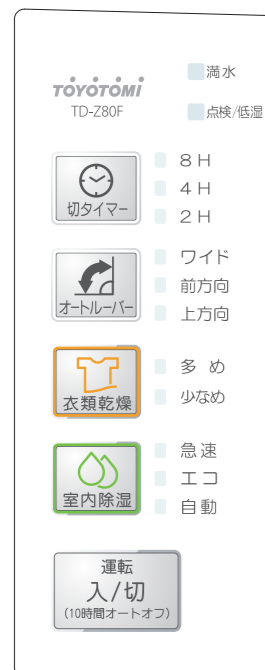 満水
TOYOTOMI
TD-Z80F
点検/低湿
8H
4H
2H
切タイマー
ワイド
前方向
上方向
オートルーバー
多め
少なめ
衣類乾燥
急速
エコ
自動
室内除湿
運転
入/切
(10時間オートオフ)